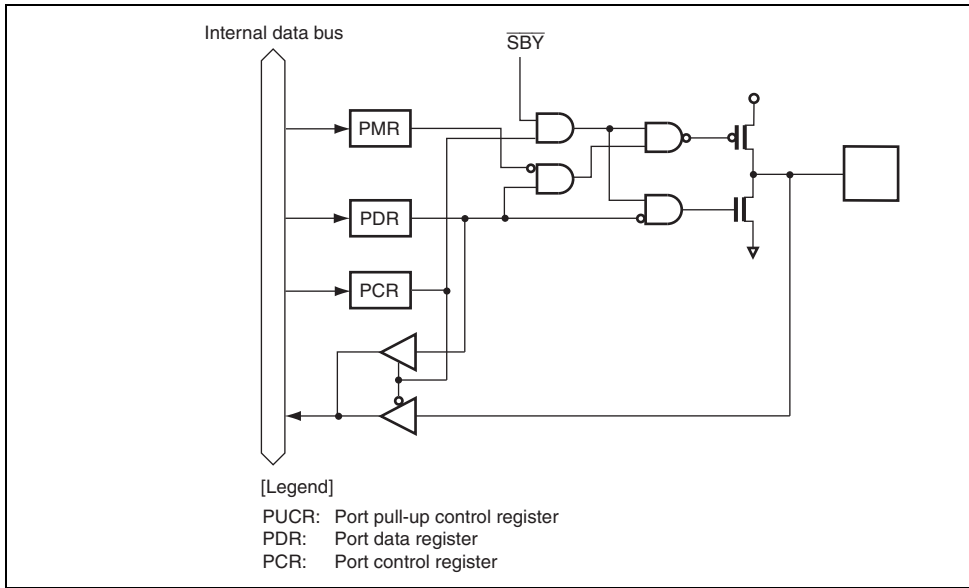 Internal data bus
SBY
PMR
PDR
PCR
[Legend]
PUCR: Port pull-up control register
PDR: Port data register
PCR: Port control register